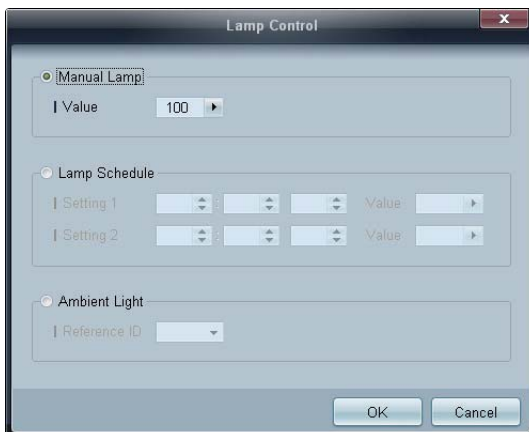 Lamp Control
x
Manual Lamp
Value 100
Lamp Schedule
Setting 1 : Value
Setting 2 : Value
Ambient Light
Reference ID
OK Cancel